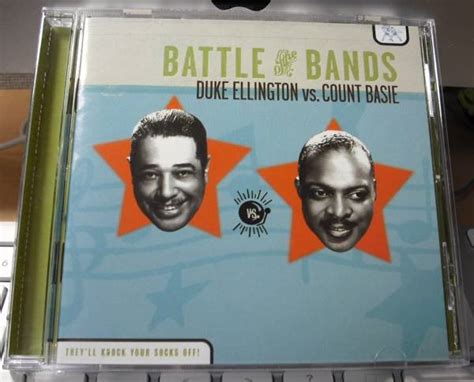 BATTLE OF THE BANDS
DUKE ELLINGTON vs. COUNT BASIE
VS.
THEY'LL KNOCK YOUR SOCKS OFF!